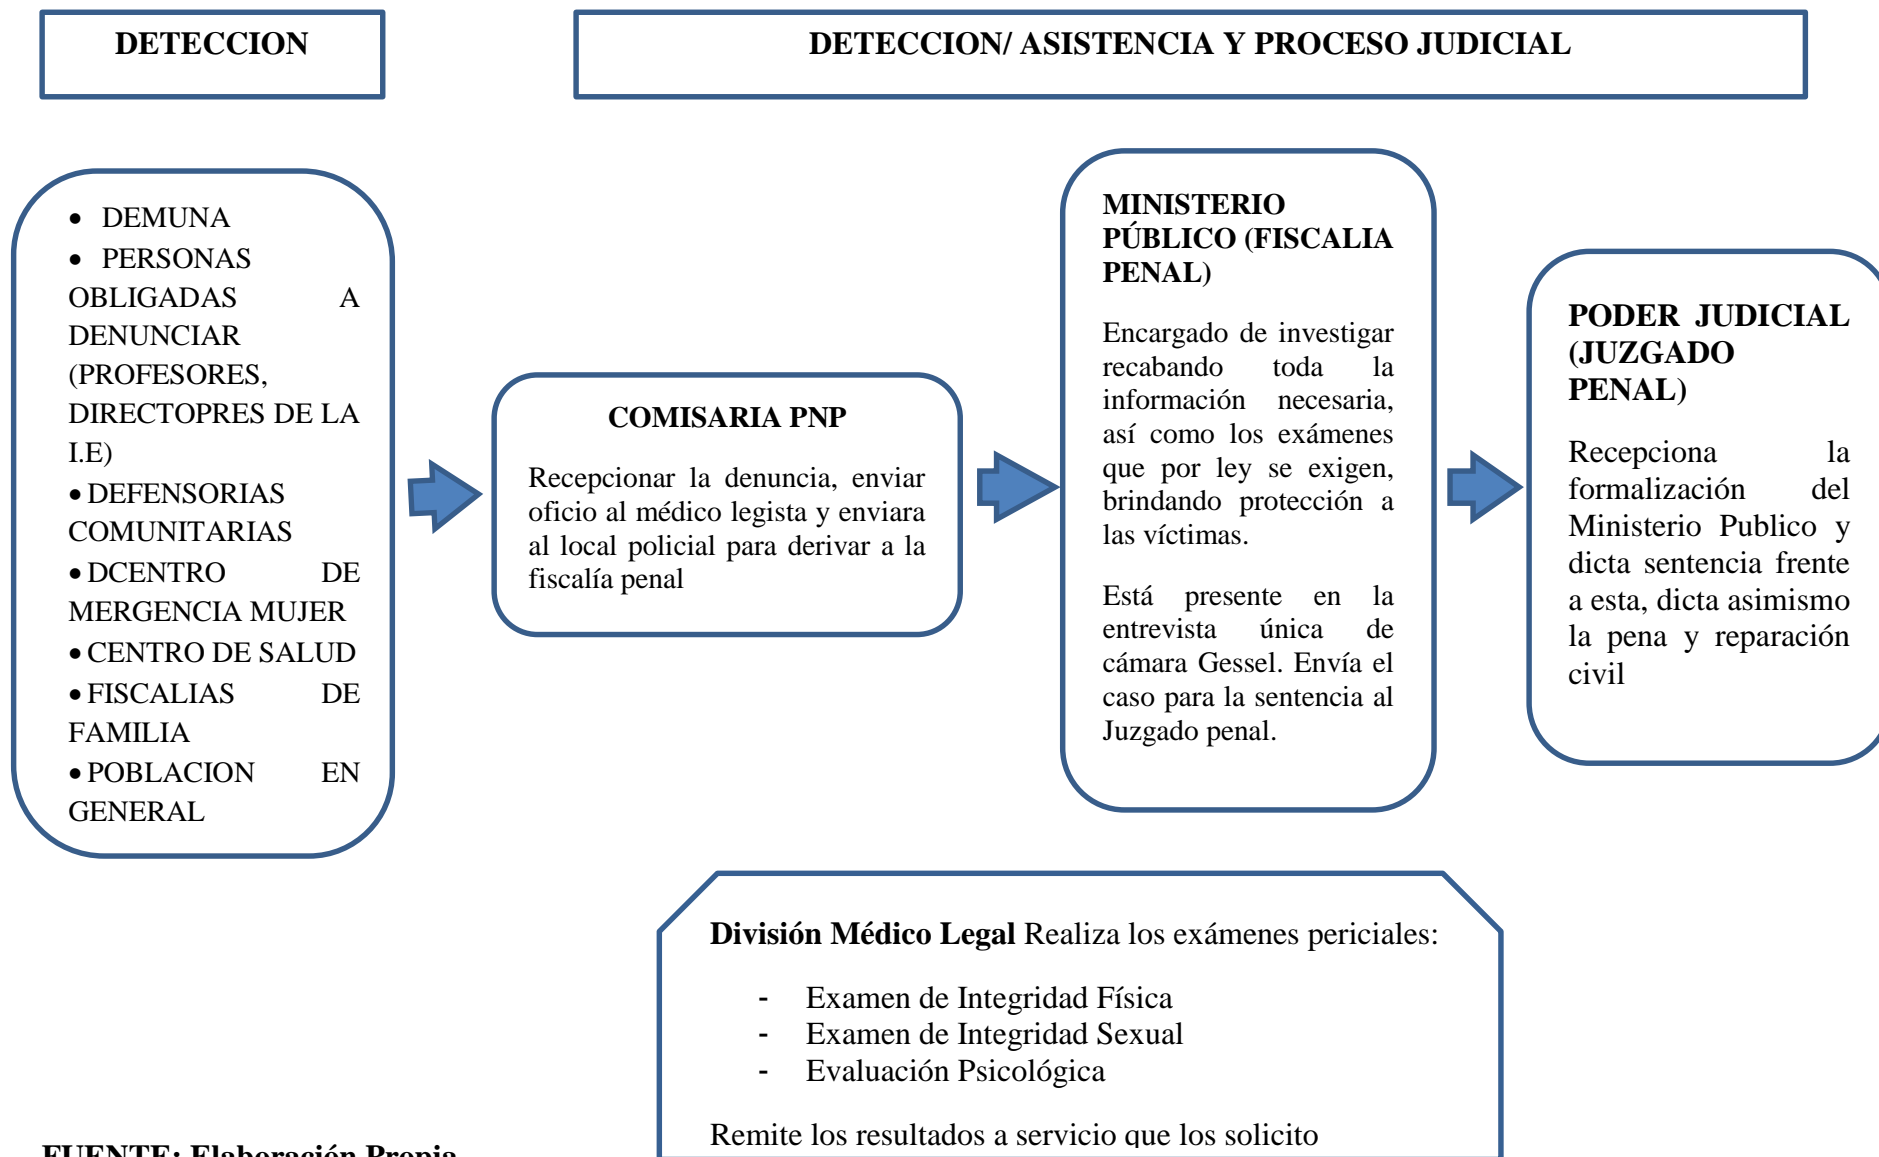 DETECCION
DETECCION/ ASISTENCIA Y PROCESO JUDICIAL
• DEMUNA
• PERSONAS
OBLIGADAS A
DENUNCIAR
(PROFESORES,
DIRECTOPRES DE LA
I.E)
• DEFENSORIAS
COMUNITARIAS
• DCENTRO DE
MERGENCIA MUJER
• CENTRO DE SALUD
• FISCALIAS DE
FAMILIA
• POBLACION EN
GENERAL
COMISARIA PNP
Recepcionar la denuncia, enviar
oficio al médico legista y enviara
al local policial para derivar a la
fiscalía penal
MINISTERIO
PÚBLICO (FISCALIA
PENAL)
Encargado de investigar
recabando toda la
información necesaria,
así como los exámenes
que por ley se exigen,
brindando protección a
las víctimas.
Está presente en la
entrevista única de
cámara Gessel. Envía el
caso para la sentencia al
Juzgado penal.
PODER JUDICIAL
(JUZGADO
PENAL)
Recepciona la
formalización del
Ministerio Publico y
dicta sentencia frente
a esta, dicta asimismo
la pena y reparación
civil
División Médico Legal Realiza los exámenes periciales:
- Examen de Integridad Física
- Examen de Integridad Sexual
- Evaluación Psicológica
Remite los resultados a servicio que los solicito
FUENTE: Elaboración Propia